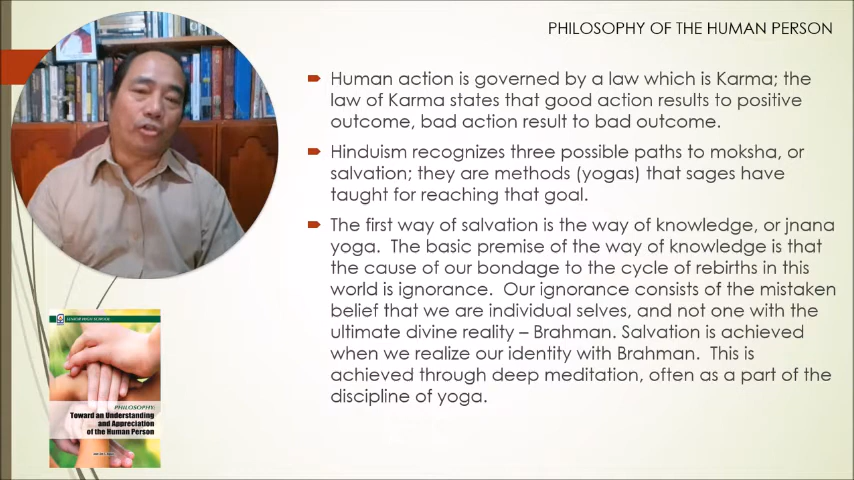 PHILOSOPHY OF THE HUMAN PERSON
Human action is governed by a law which is Karma; the
law of Karma states that good action results to positive
outcome, bad action result to bad outcome.
Hinduism recognizes three possible paths to moksha, or
salvation; they are methods (yogas) that sages have
taught for reaching that goal.
The first way of salvation is the way of knowledge, or jnana
yoga.  The basic premise of the way of knowledge is that
the cause of our bondage to the cycle of rebirths in this
world is ignorance.  Our ignorance consists of the mistaken
belief that we are individual selves, and not one with the
ultimate divine reality – Brahman. Salvation is achieved
when we realize our identity with Brahman.  This is
achieved through deep meditation, often as a part of the
discipline of yoga.
SENIOR HIGH SCHOOL
PHILOSOPHY:
Toward an Understanding
and Appreciation
of the Human Person